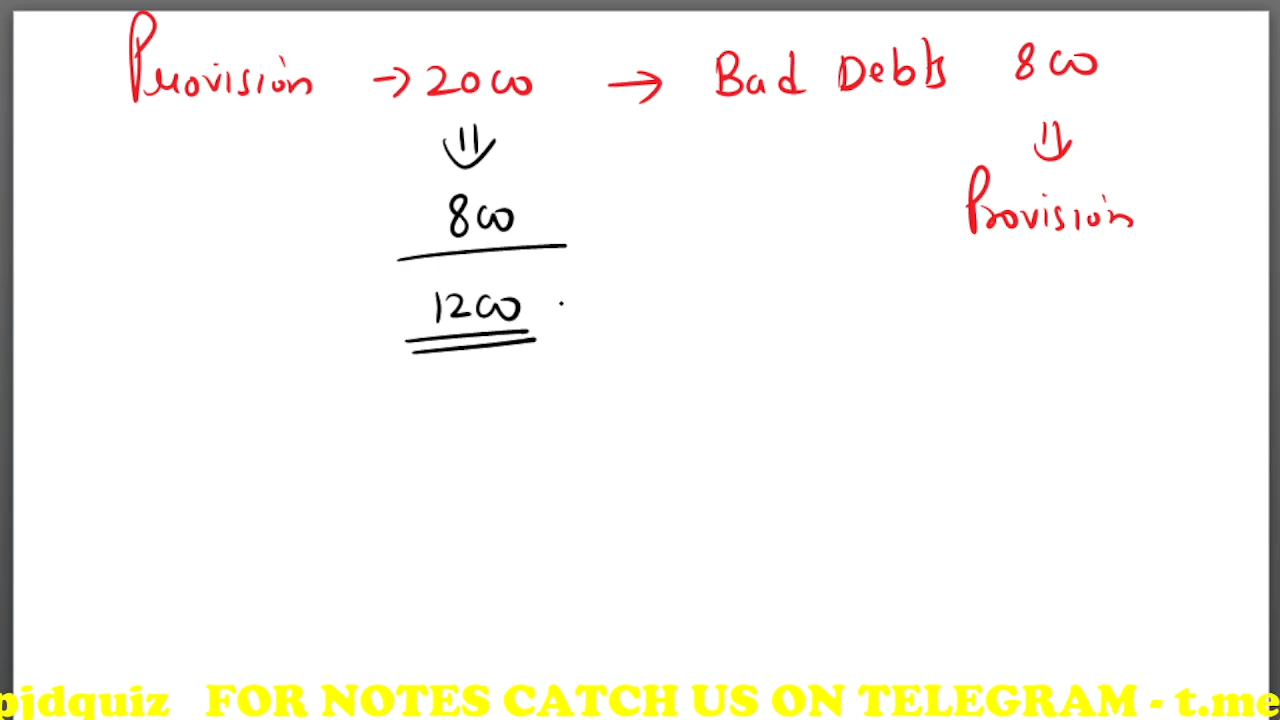 Provision → 2000 → Bad Debts 800
800
Provision
1200
pjdquiz FOR NOTES CATCH US ON TELEGRAM - t.me